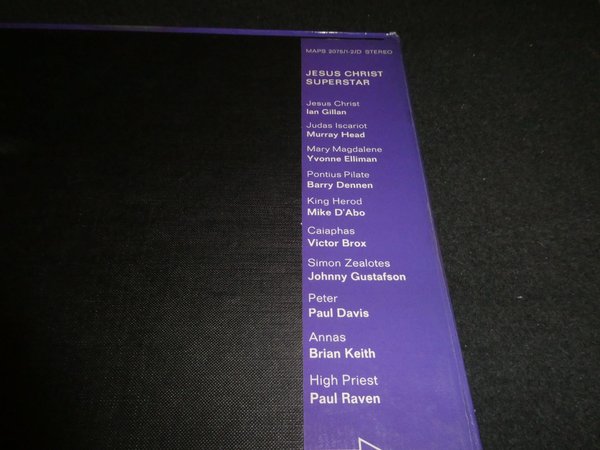 MAPS 2075/1-2/D STEREO
JESUS CHRIST
SUPERSTAR
Jesus Christ
Ian Gillan
Judas Iscariot
Murray Head
Mary Magdalene
Yvonne Elliman
Pontius Pilate
Barry Dennen
King Herod
Mike D'Abo
Caiaphas
Victor Brox
Simon Zealotes
Johnny Gustafson
Peter
Paul Davis
Annas
Brian Keith
High Priest
Paul Raven